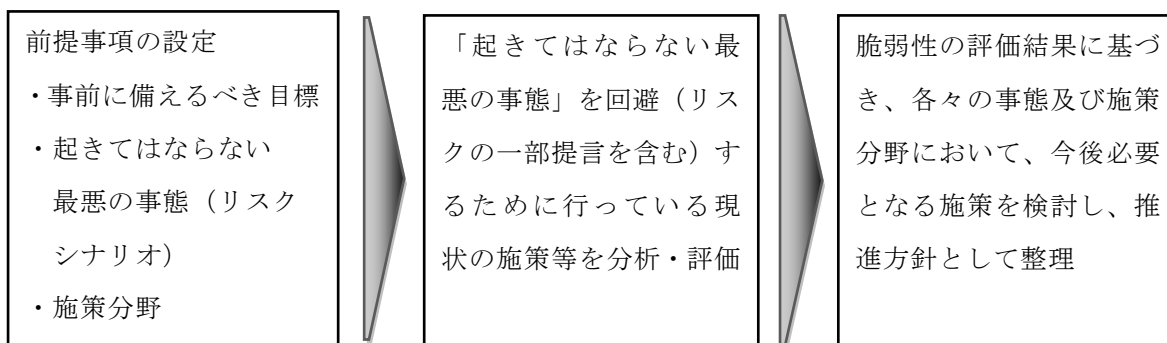 前提事項の設定
・事前に備えるべき目標
・起きてはならない
最悪の事態（リスク
シナリオ）
・施策分野
「起きてはならない最
悪の事態」を回避（リス
クの一部提言を含む）す
るために行っている現
状の施策等を分析・評価
脆弱性の評価結果に基づ
き、各々の事態及び施策
分野において、今後必要
となる施策を検討し、推
進方針として整理